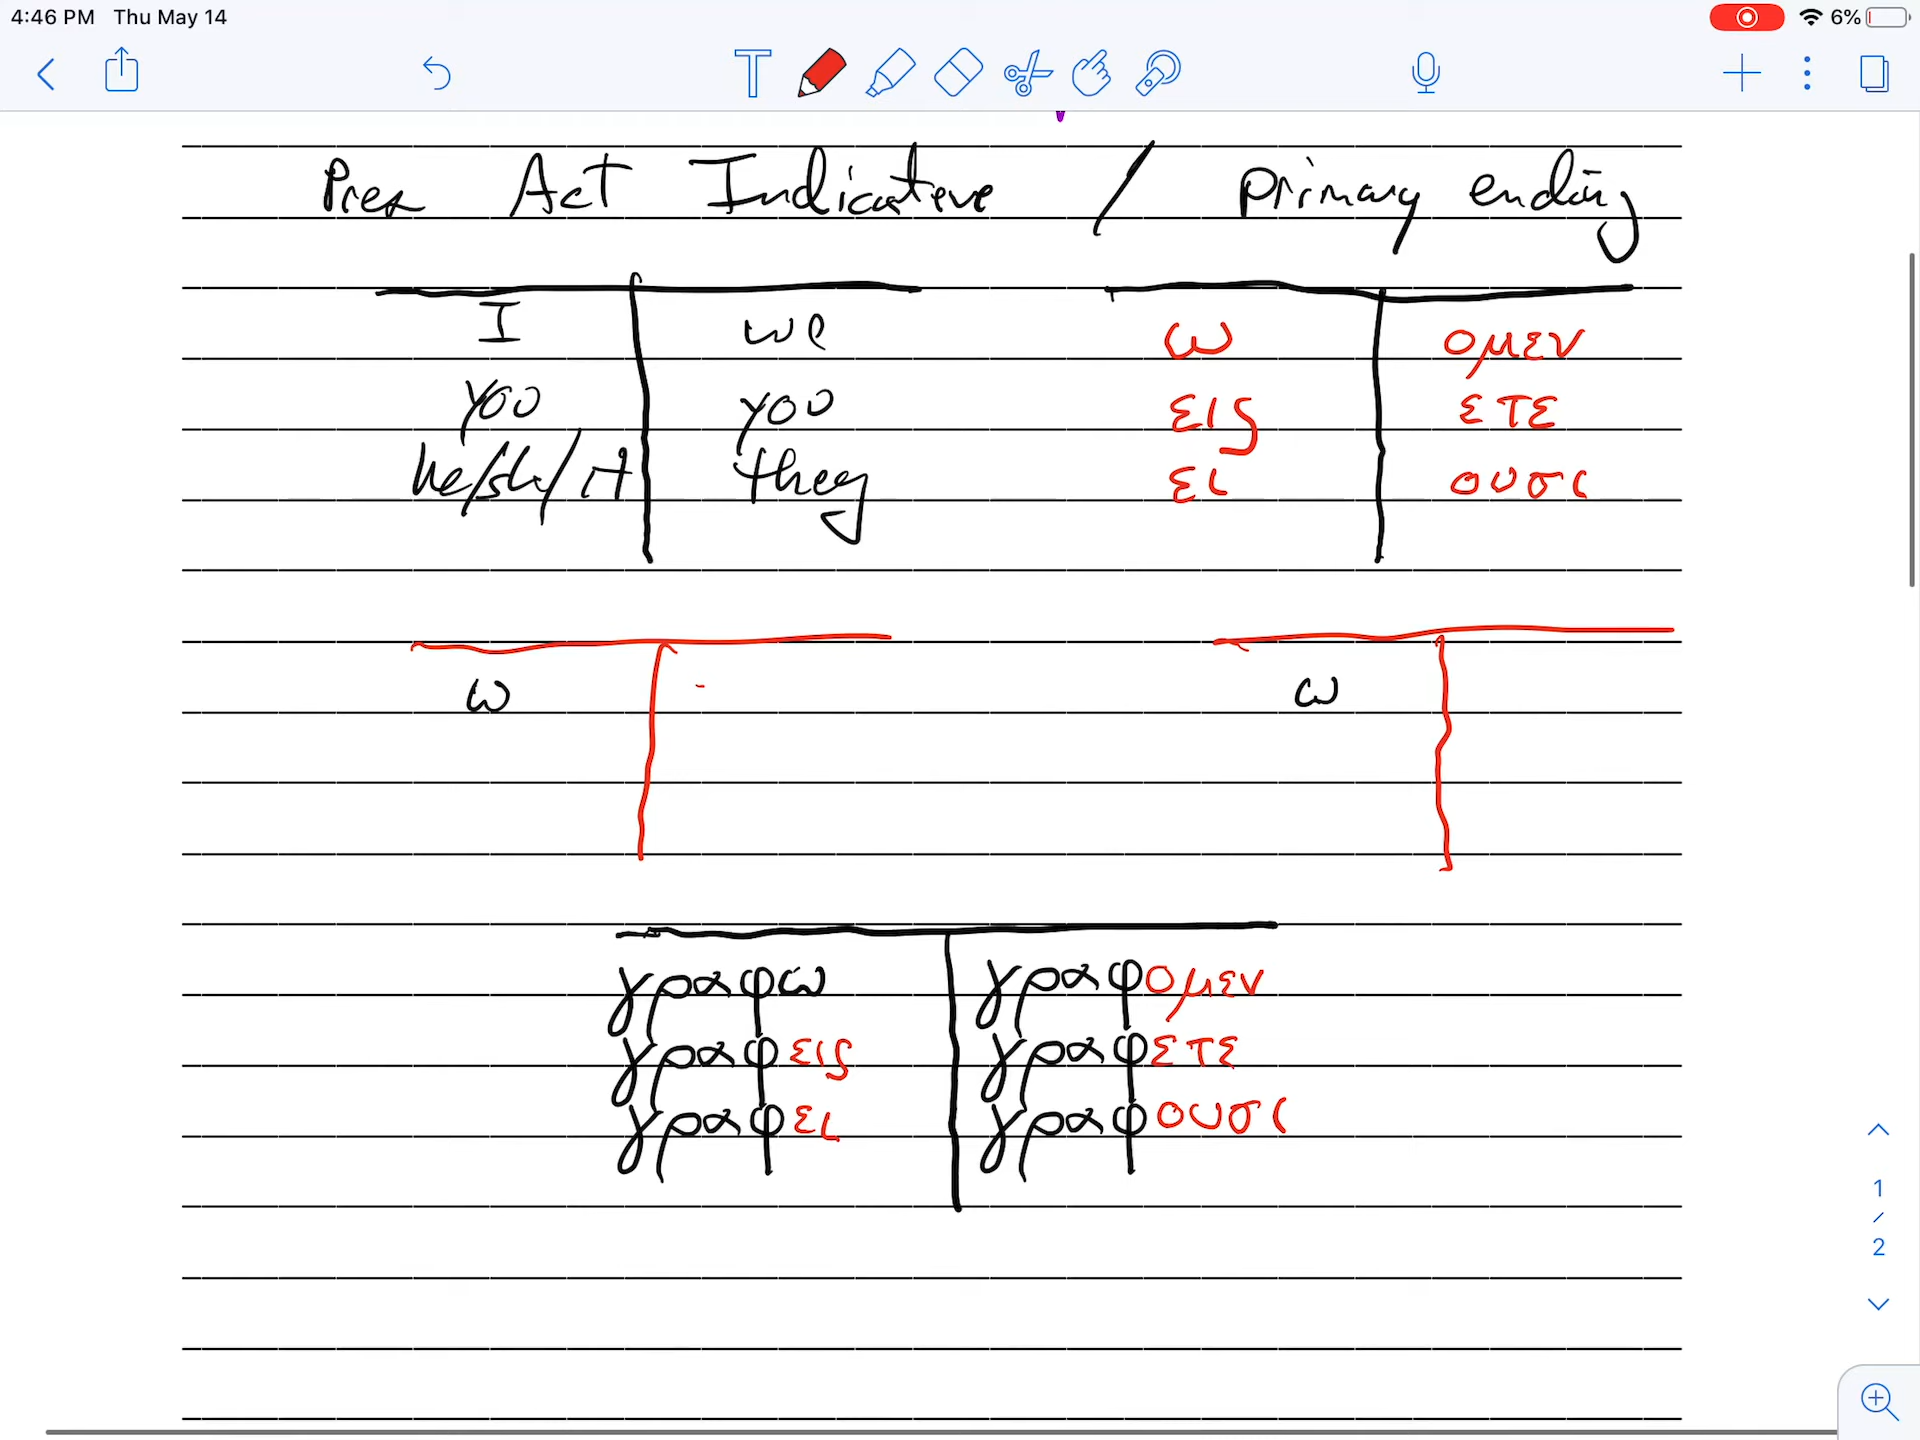 4:46 PM Thu May 14 6%
Pres Act Indicative / primary ending
I we ω ομεν
you you εις ετε
he/sh/it they ει ουσι
ω ω
γραφω γραφομεν
γραφεις γραφετε
γραφει γραφουσι
1
/
2